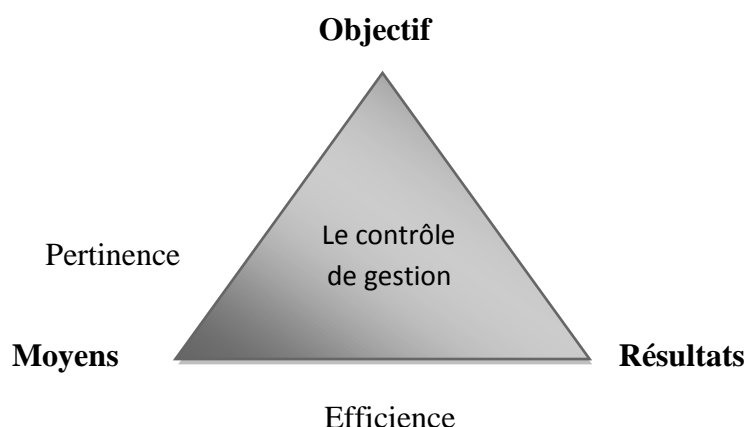 Objectif
Le contrôle
de gestion
Pertinence
Moyens
Résultats
Efficience